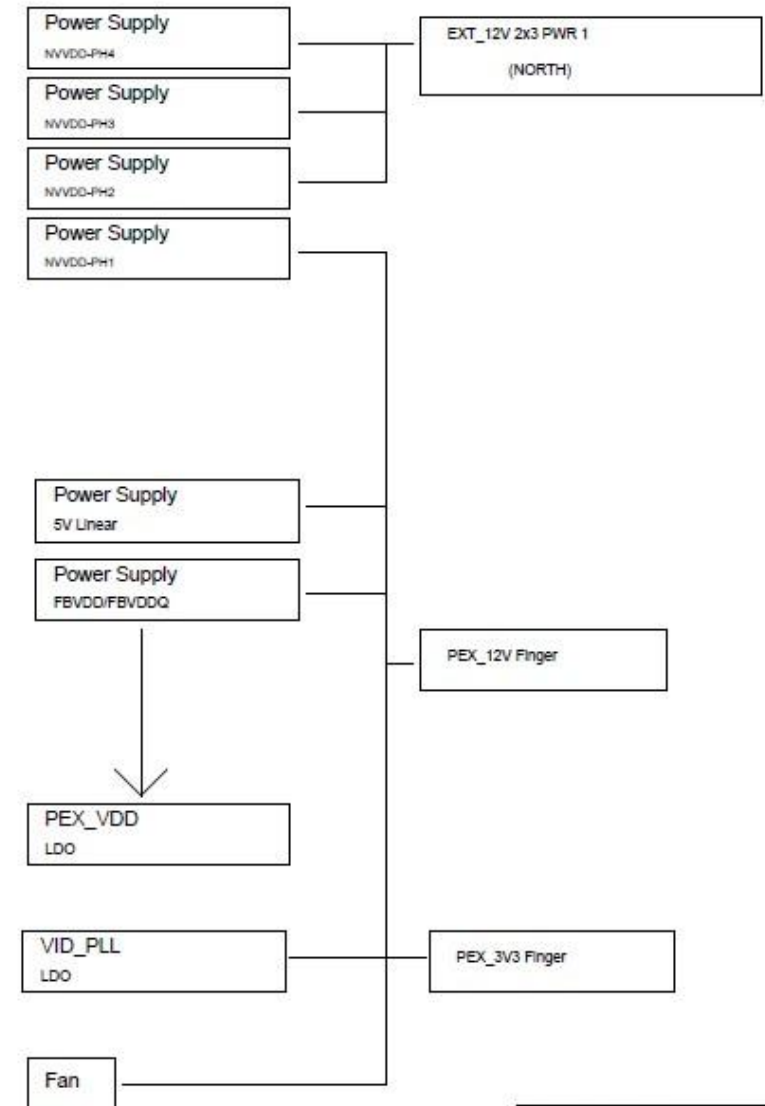 Power Supply
NVVDD-PH4
EXT_12V 2x3 PWR 1
(NORTH)
Power Supply
NVVDD-PH3
Power Supply
NVVDD-PH2
Power Supply
NVVDD-PH1
Power Supply
5V Linear
Power Supply
FBVDD/FBVDDQ
PEX_12V Finger
PEX_VDD
LDO
VID_PLL
LDO
PEX_3V3 Finger
Fan